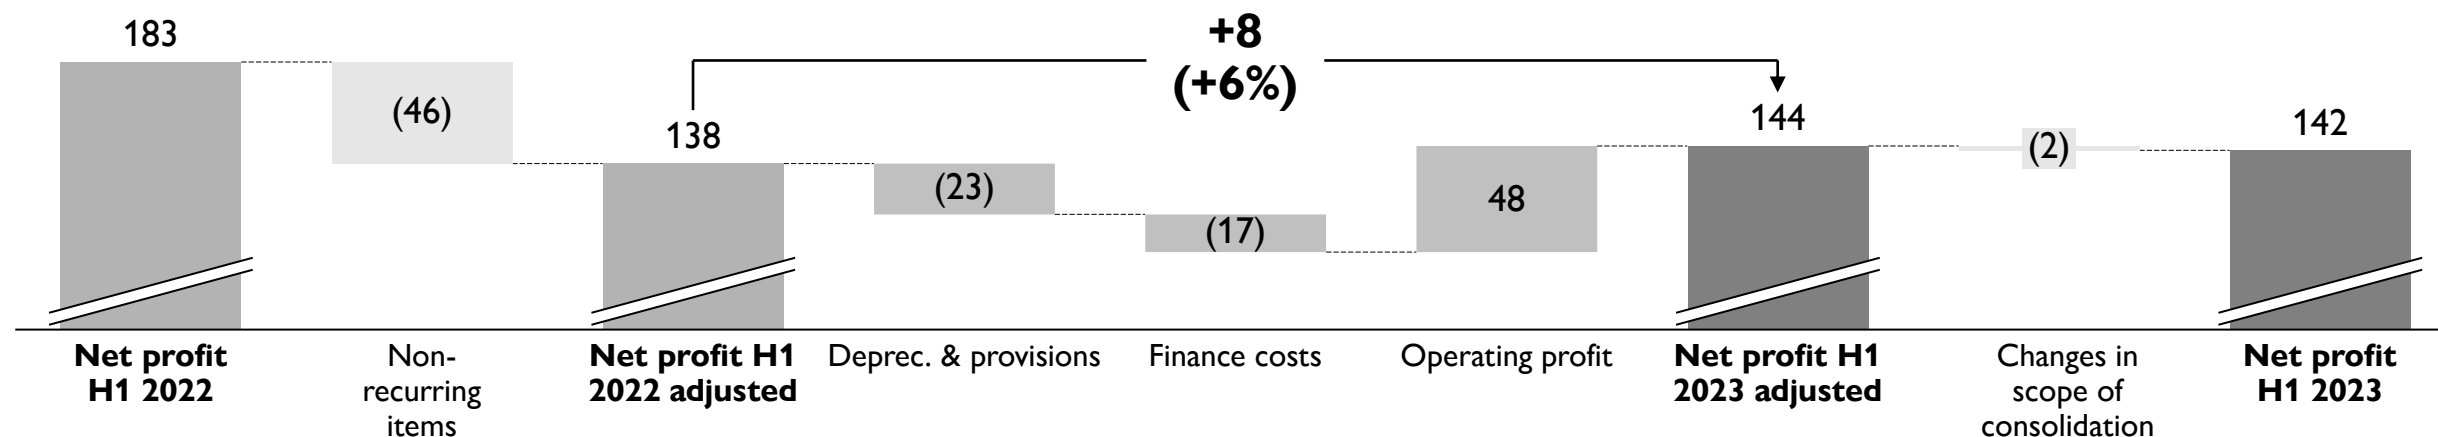 183
(46)
138
+8
(+6%)
(23)
(17)
48
144
(2)
142
Net profit
H1 2022
Non-
recurring
items
Net profit H1
2022 adjusted
Deprec. & provisions
Finance costs
Operating profit
Net profit H1
2023 adjusted
Changes in
scope of
consolidation
Net profit
H1 2023